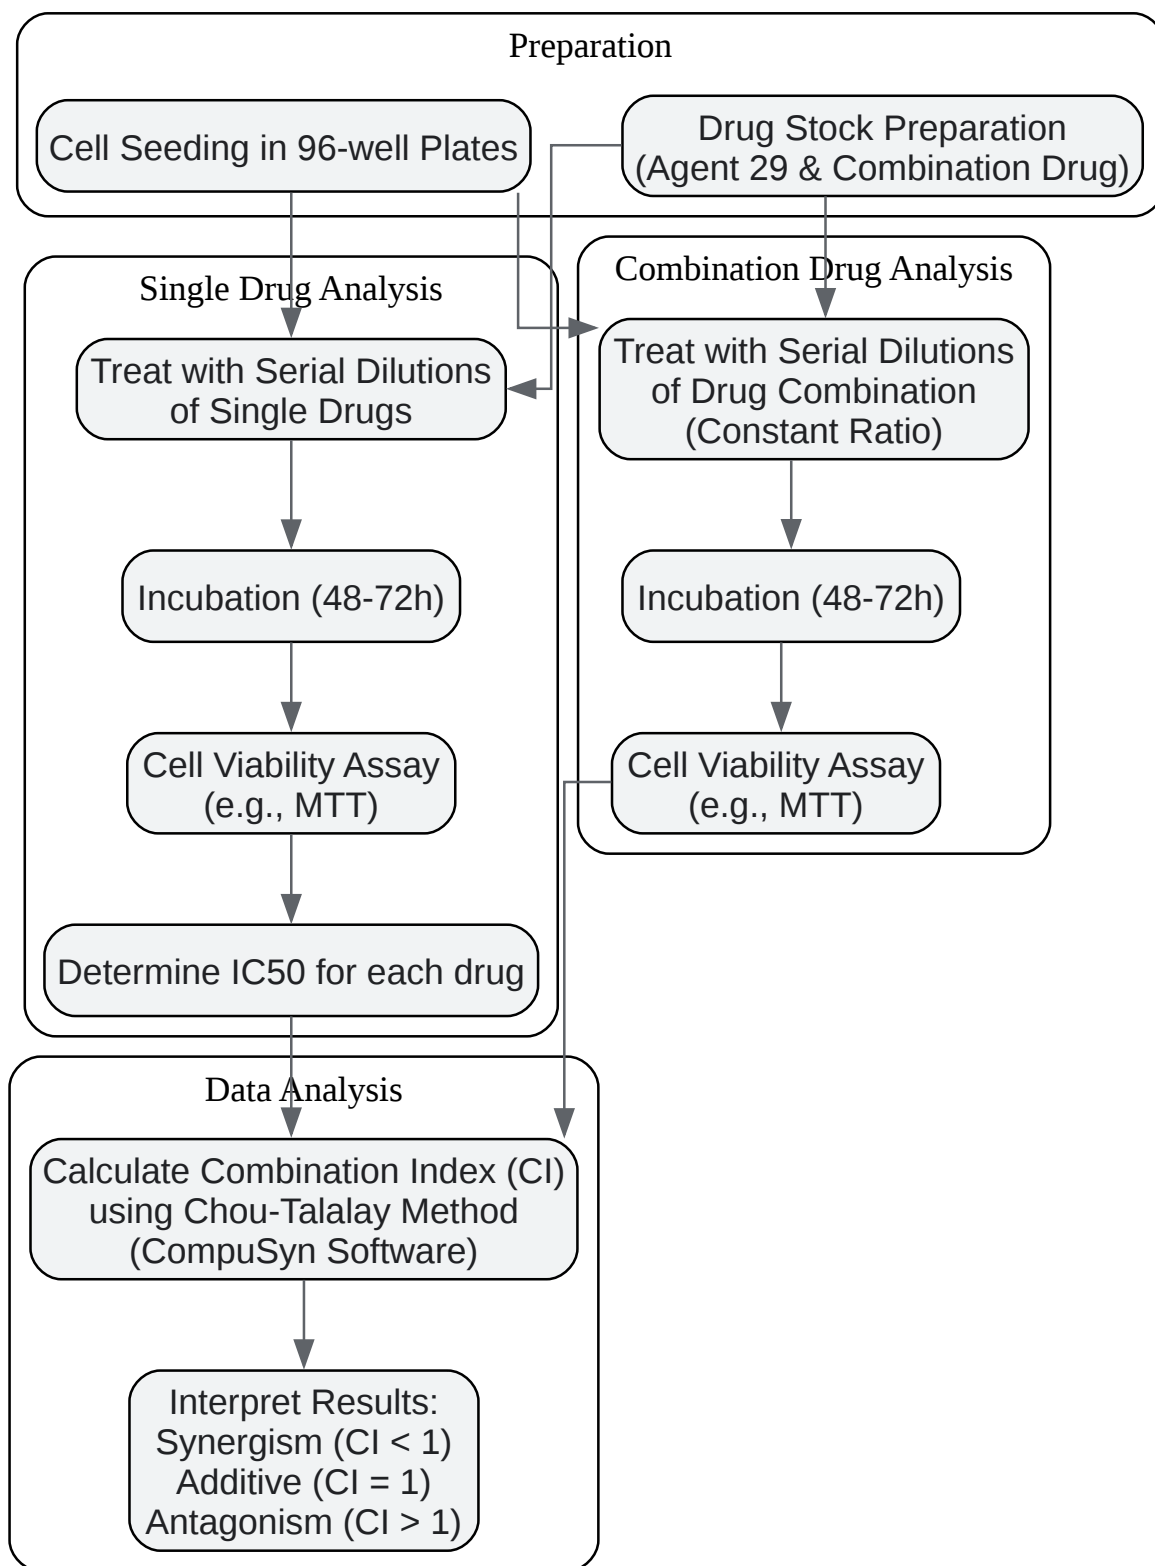 Preparation
Cell Seeding in 96-well Plates
Drug Stock Preparation
(Agent 29 & Combination Drug)
Single Drug Analysis
Treat with Serial Dilutions
of Single Drugs
Incubation (48-72h)
Cell Viability Assay
(e.g., MTT)
Determine IC50 for each drug
Combination Drug Analysis
Treat with Serial Dilutions
of Drug Combination
(Constant Ratio)
Incubation (48-72h)
Cell Viability Assay
(e.g., MTT)
Data Analysis
Calculate Combination Index (CI)
using Chou-Talalay Method
(CompuSyn Software)
Interpret Results:
Synergism (CI < 1)
Additive (CI = 1)
Antagonism (CI > 1)